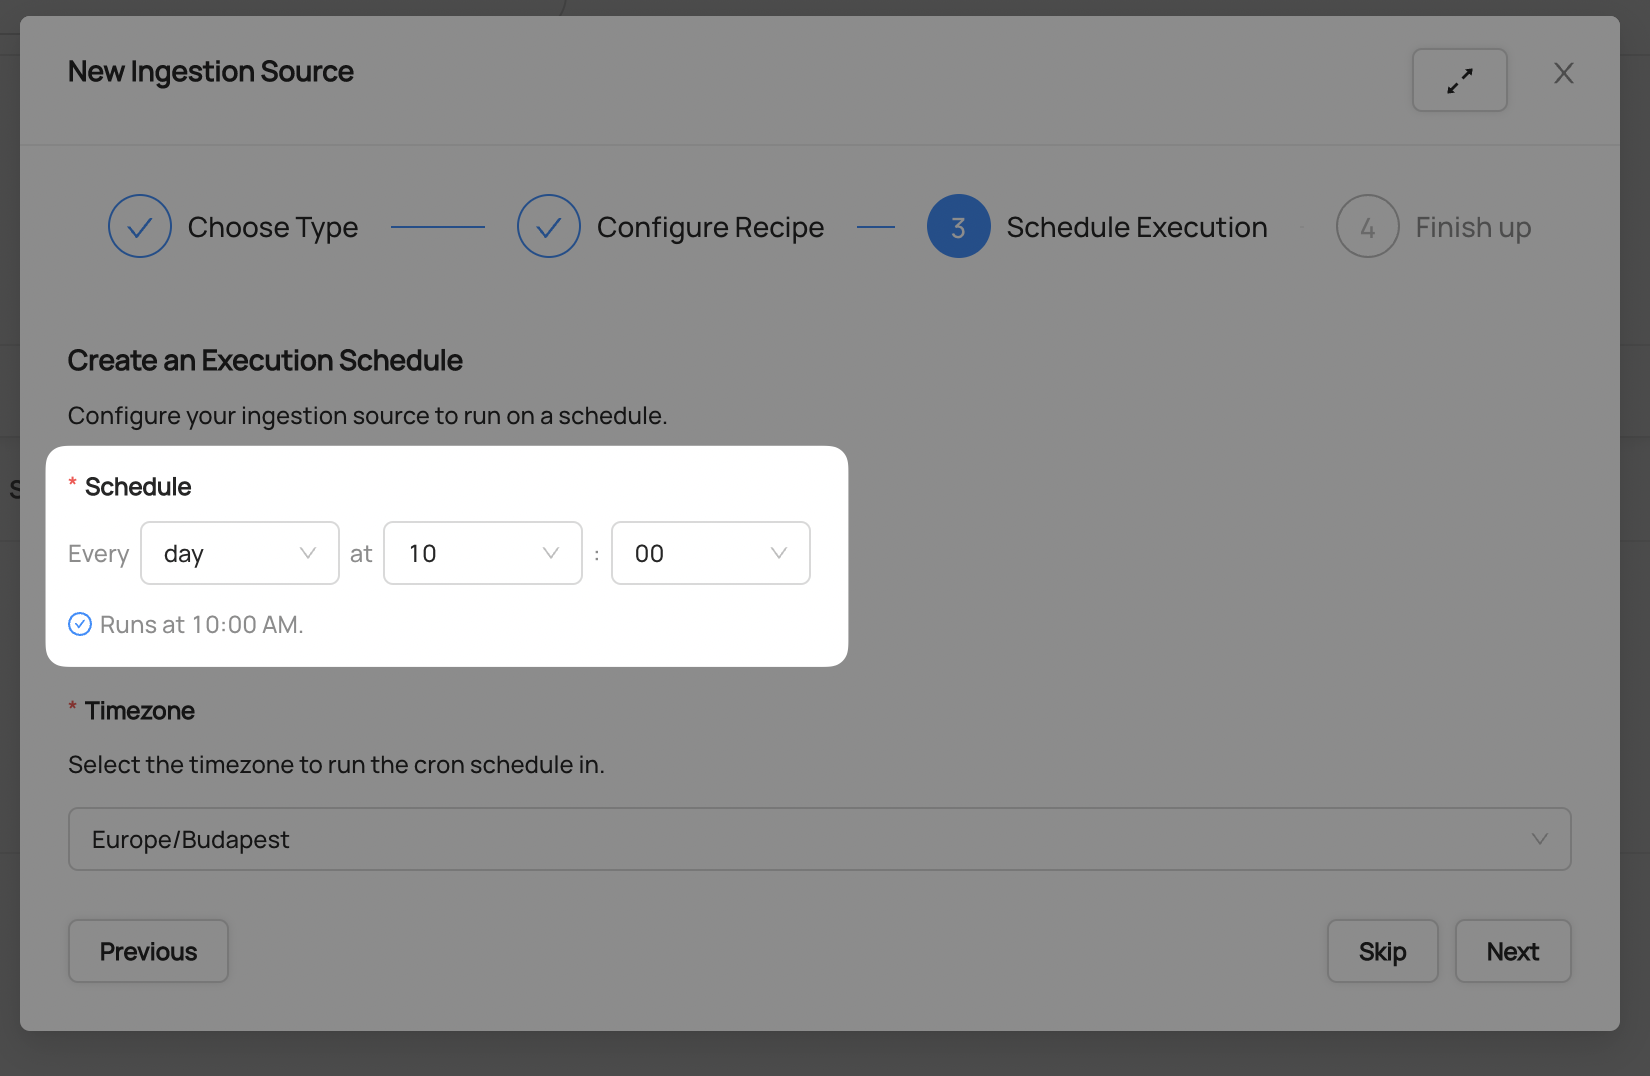 New Ingestion Source
Choose Type
Configure Recipe
3 Schedule Execution
4 Finish up
Create an Execution Schedule
Configure your ingestion source to run on a schedule.
* Schedule
Every day at 10 : 00
Runs at 10:00 AM.
* Timezone
Select the timezone to run the cron schedule in.
Europe/Budapest
Previous
Skip
Next